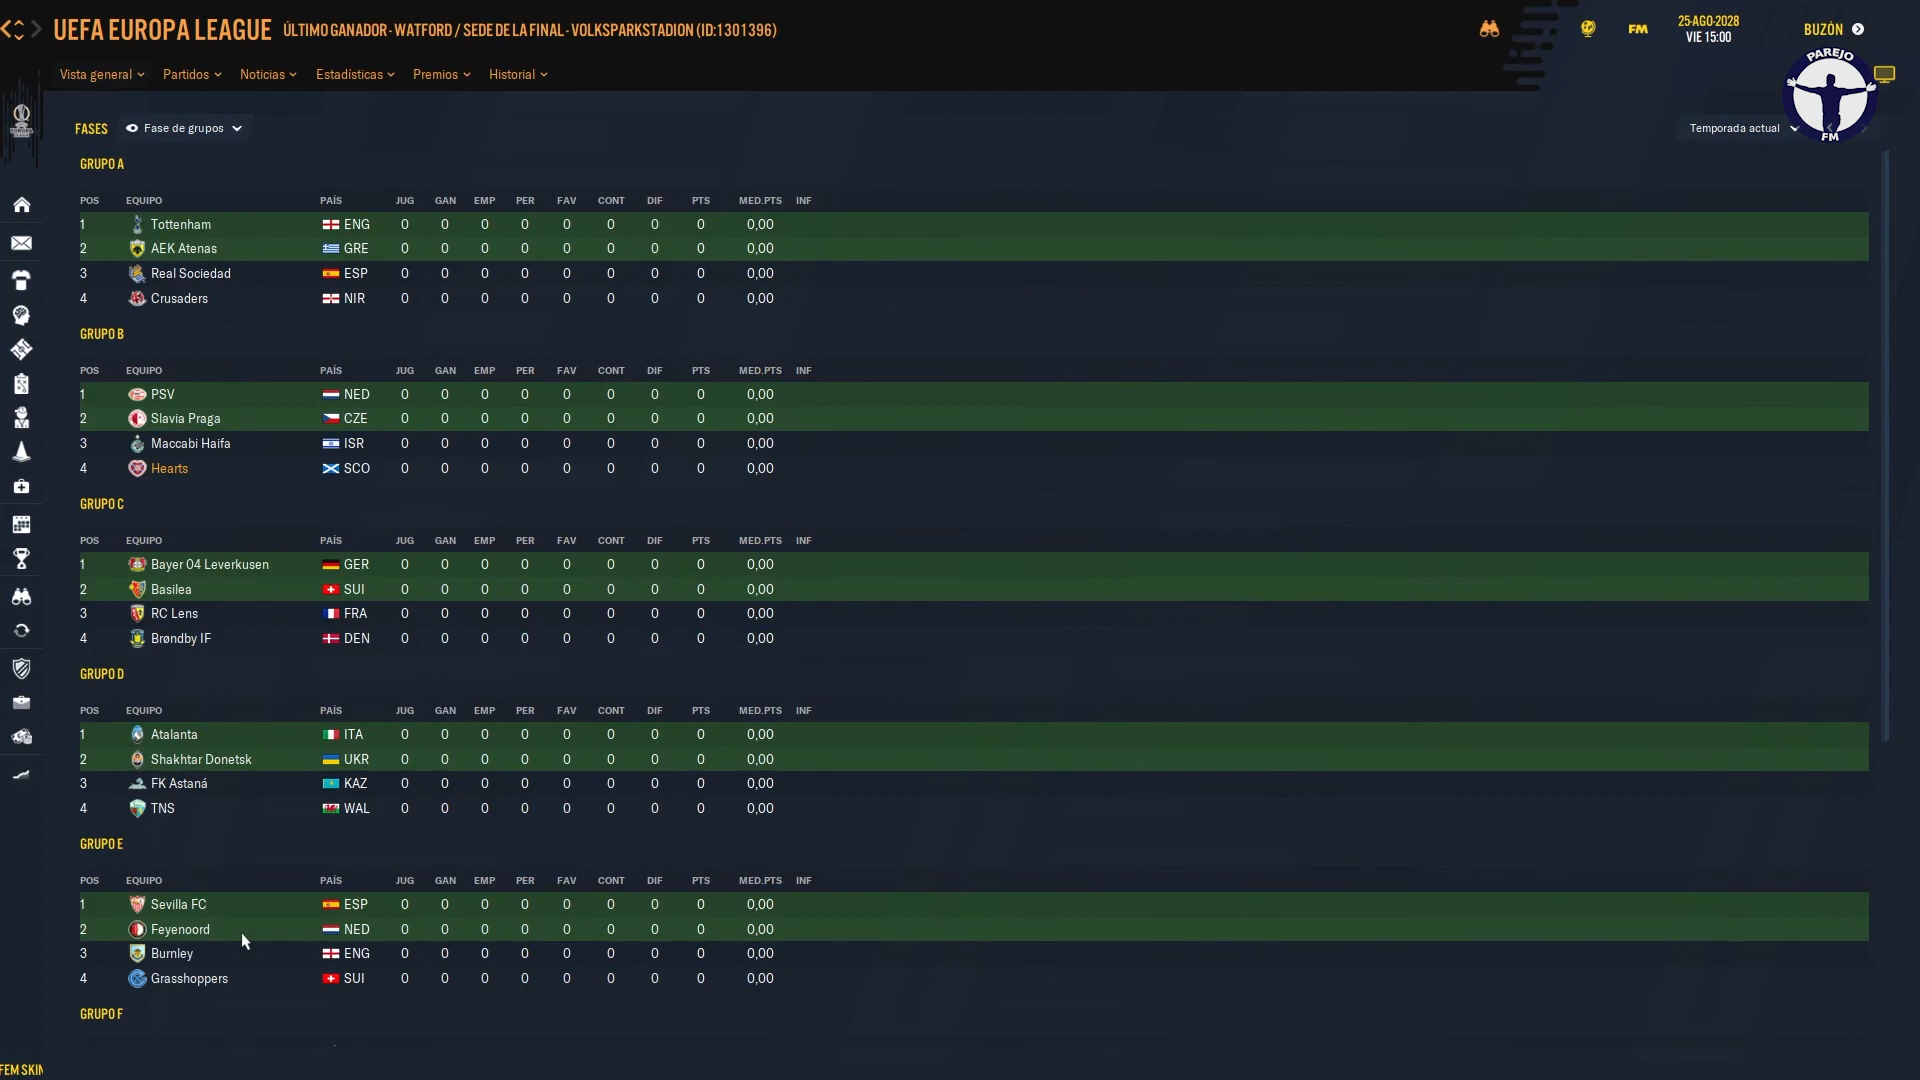 UEFA EUROPA LEAGUE ÚLTIMO GANADOR - WATFORD / SEDE DE LA FINAL - VOLKSPARKSTADION (ID:1301396)
FM
25-AGO-2028
VIE 15:00
BUZÓN
Vista general Partidos Noticias Estadísticas Premios Historial
PAREJO
FM
FASES Fase de grupos Temporada actual
GRUPO A
POS EQUIPO PAÍS JUG GAN EMP PER FAV CONT DIF PTS MED.PTS INF
1 Tottenham ENG 0 0 0 0 0 0 0 0 0,00
2 AEK Atenas GRE 0 0 0 0 0 0 0 0 0,00
3 Real Sociedad ESP 0 0 0 0 0 0 0 0 0,00
4 Crusaders NIR 0 0 0 0 0 0 0 0 0,00
GRUPO B
POS EQUIPO PAÍS JUG GAN EMP PER FAV CONT DIF PTS MED.PTS INF
1 PSV NED 0 0 0 0 0 0 0 0 0,00
2 Slavia Praga CZE 0 0 0 0 0 0 0 0 0,00
3 Maccabi Haifa ISR 0 0 0 0 0 0 0 0 0,00
4 Hearts SCO 0 0 0 0 0 0 0 0 0,00
GRUPO C
POS EQUIPO PAÍS JUG GAN EMP PER FAV CONT DIF PTS MED.PTS INF
1 Bayer 04 Leverkusen GER 0 0 0 0 0 0 0 0 0,00
2 Basilea SUI 0 0 0 0 0 0 0 0 0,00
3 RC Lens FRA 0 0 0 0 0 0 0 0 0,00
4 Brøndby IF DEN 0 0 0 0 0 0 0 0 0,00
GRUPO D
POS EQUIPO PAÍS JUG GAN EMP PER FAV CONT DIF PTS MED.PTS INF
1 Atalanta ITA 0 0 0 0 0 0 0 0 0,00
2 Shakhtar Donetsk UKR 0 0 0 0 0 0 0 0 0,00
3 FK Astaná KAZ 0 0 0 0 0 0 0 0 0,00
4 TNS WAL 0 0 0 0 0 0 0 0 0,00
GRUPO E
POS EQUIPO PAÍS JUG GAN EMP PER FAV CONT DIF PTS MED.PTS INF
1 Sevilla FC ESP 0 0 0 0 0 0 0 0 0,00
2 Feyenoord NED 0 0 0 0 0 0 0 0 0,00
3 Burnley ENG 0 0 0 0 0 0 0 0 0,00
4 Grasshoppers SUI 0 0 0 0 0 0 0 0 0,00
GRUPO F
FEM SKIN